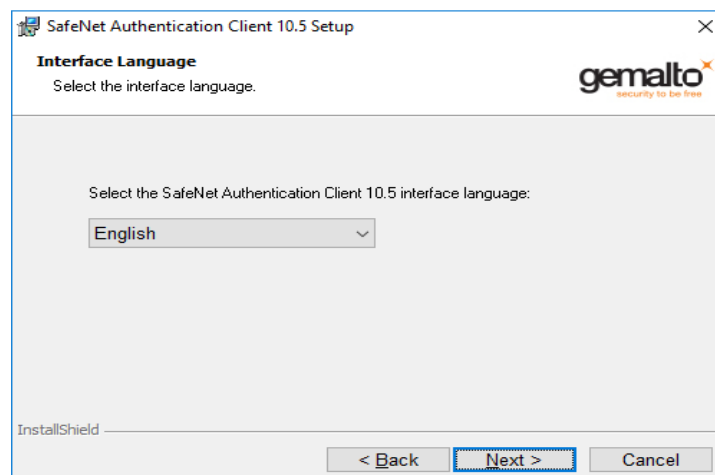 SafeNet Authentication Client 10.5 Setup
Interface Language
Select the interface language.
gemalto
security to be free
Select the SafeNet Authentication Client 10.5 interface language:
English
InstallShield
< Back
Next >
Cancel